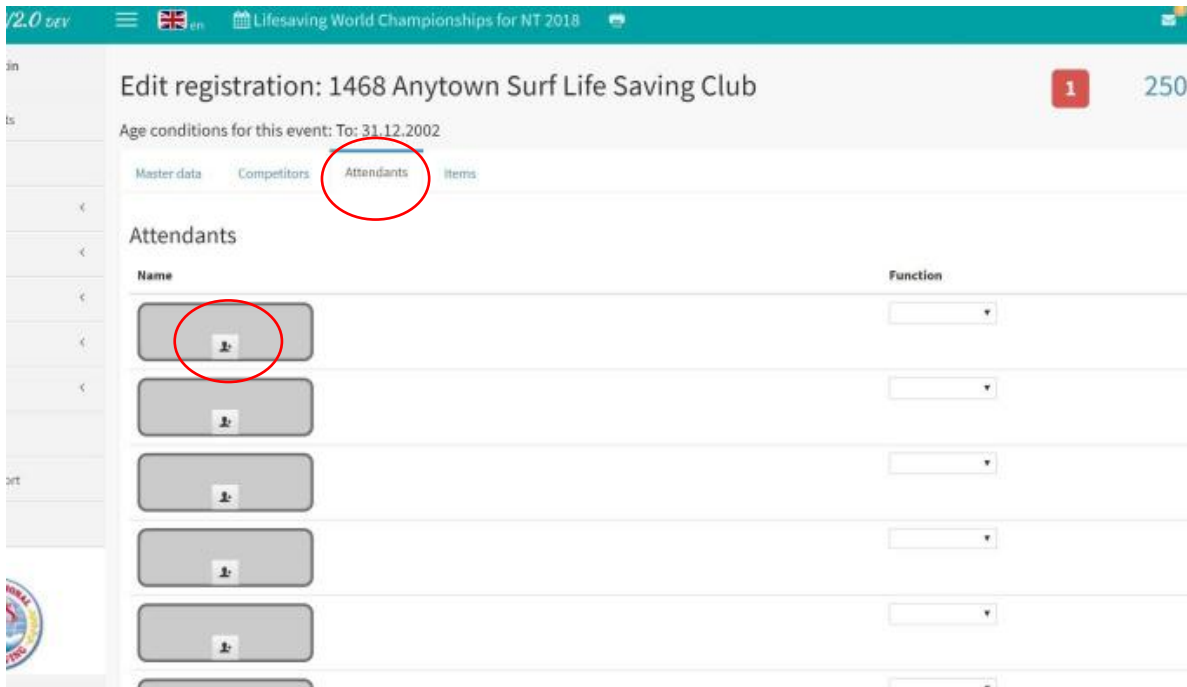 /2.0 DEV
en
Lifesaving World Championships for NT 2018
Edit registration: 1468 Anytown Surf Life Saving Club
1
250
Age conditions for this event: To: 31.12.2002
Master data Competitors Attendants Items
Attendants
Name Function